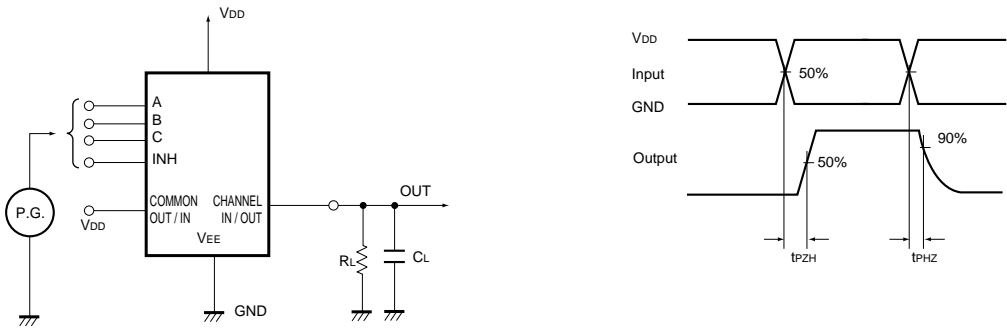 VDD
A
B
C
INH
P.G.
VDD
COMMON
OUT / IN
CHANNEL
IN / OUT
VEE
OUT
RL
CL
GND
VDD
Input
GND
50%
Output
50%
90%
tPZH
tPHZ